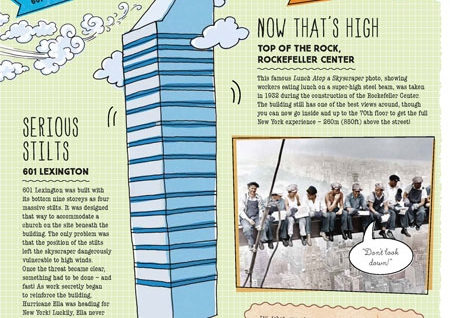 NOW THAT'S HIGH
TOP OF THE ROCK,
ROCKEFELLER CENTER
This famous Lunch Atop a Skyscraper photo, showing
workers eating lunch on a super-high steel beam, was taken
in 1932 during the construction of the Rockefeller Center.
The building still has one of the best views around, though
you can now go inside and up to the 70th floor to get the full
New York experience – 260m (850ft) above the street!
SERIOUS
STILTS
601 LEXINGTON
601 Lexington was built with
its bottom nine storeys as four
massive stilts. It was designed
that way to accommodate a
church on the site beneath the
building. The only problem was
that the position of the stilts
left the skyscraper dangerously
vulnerable to high winds.
Once the threat became clear,
something had to be done – and
fast! As work secretly began
to reinforce the building,
Hurricane Ella was heading for
New York! Luckily, Ella never
"Don't look
down!"